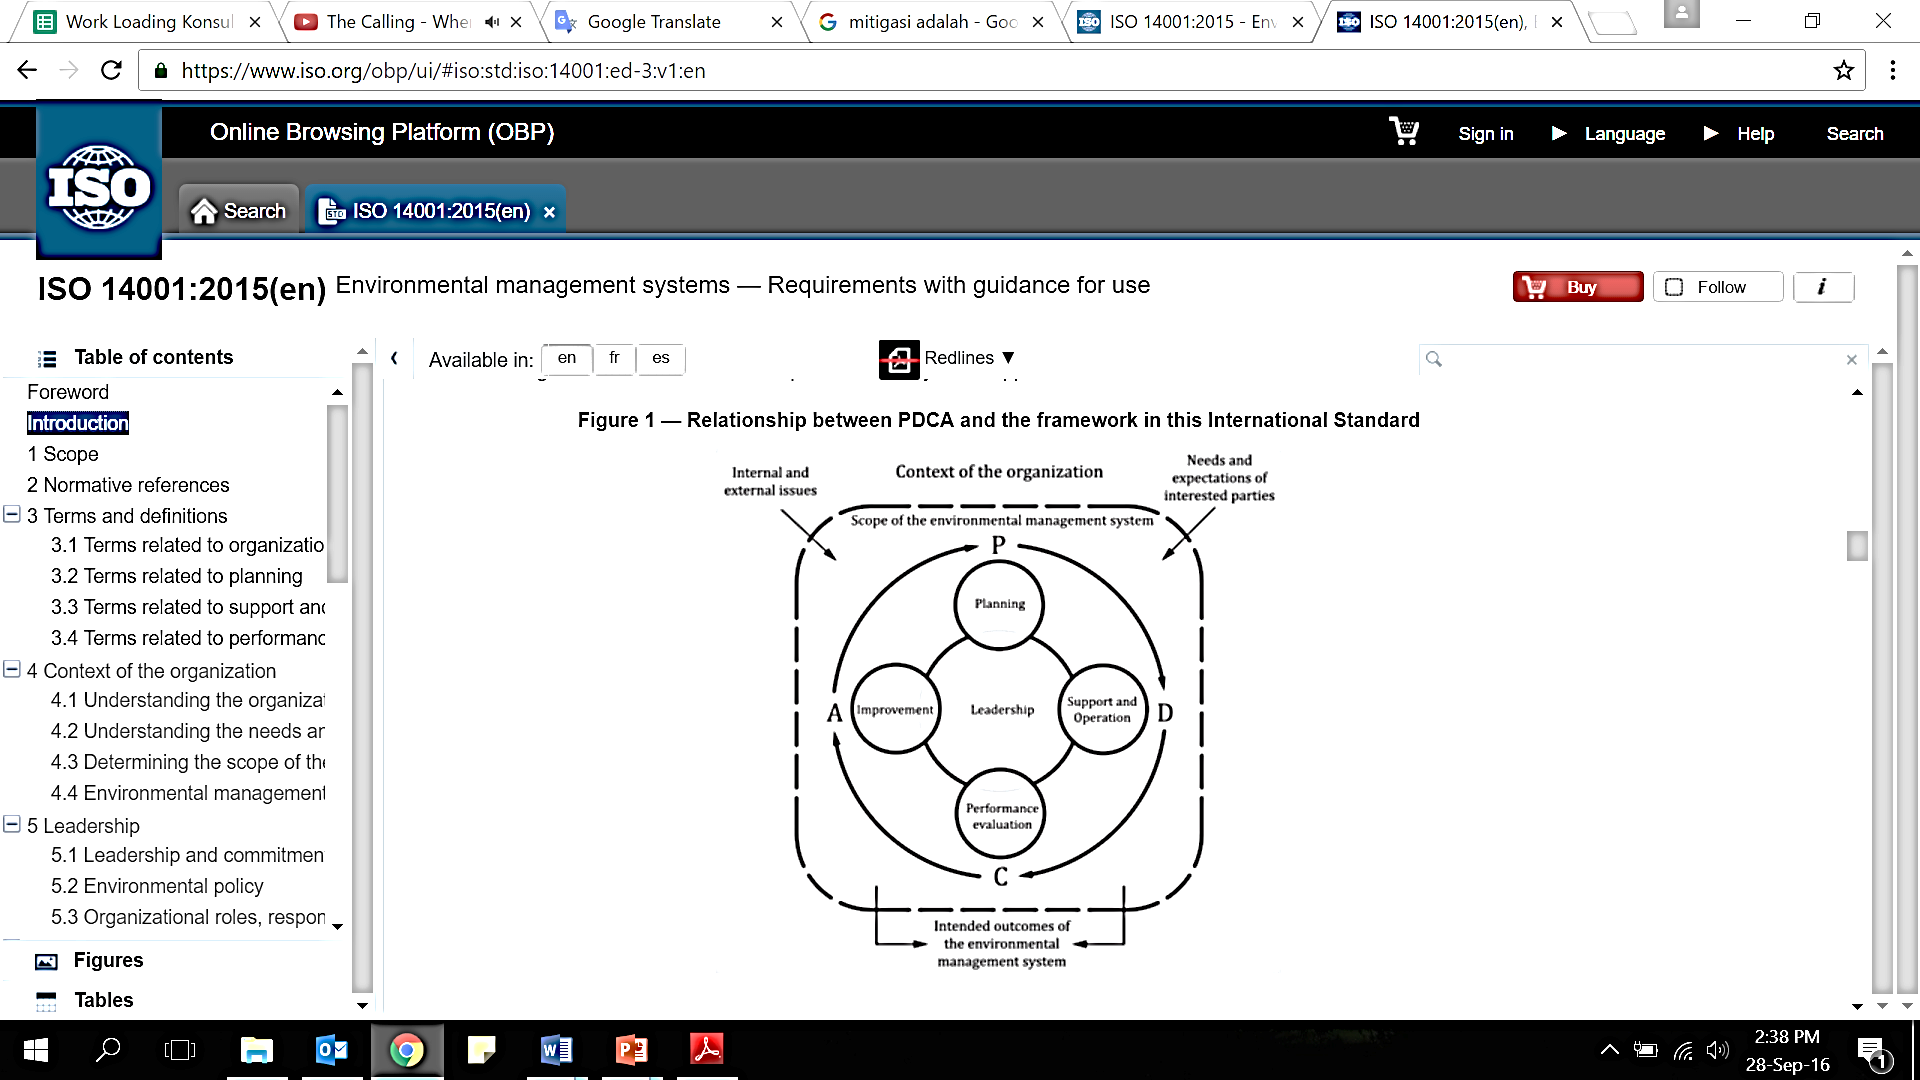 Work Loading Konsul
The Calling - Whe
Google Translate
mitigasi adalah - Goo
ISO 14001:2015 - Env
ISO 14001:2015(en),
https://www.iso.org/obp/ui/#iso:std:iso:14001:ed-3:v1:en
ISO
Online Browsing Platform (OBP)
Sign in
Language
Help
Search
Search
STD ISO 14001:2015(en)
ISO 14001:2015(en) Environmental management systems — Requirements with guidance for use
Buy
Follow
i
Table of contents
Available in: en fr es
Redlines ▼
Foreword
Introduction
1 Scope
2 Normative references
3 Terms and definitions
3.1 Terms related to organizatio
3.2 Terms related to planning
3.3 Terms related to support and
3.4 Terms related to performanc
4 Context of the organization
4.1 Understanding the organizat
4.2 Understanding the needs an
4.3 Determining the scope of the
4.4 Environmental management
5 Leadership
5.1 Leadership and commitmen
5.2 Environmental policy
5.3 Organizational roles, respon
Figures
Tables
Figure 1 — Relationship between PDCA and the framework in this International Standard
Internal and
external issues
Context of the organization
Needs and
expectations of
interested parties
Scope of the environmental management system
P
Planning
A
Improvement
Leadership
Support and
Operation
D
Performance
evaluation
C
Intended outcomes of
the environmental
management system
2:38 PM
28-Sep-16
1